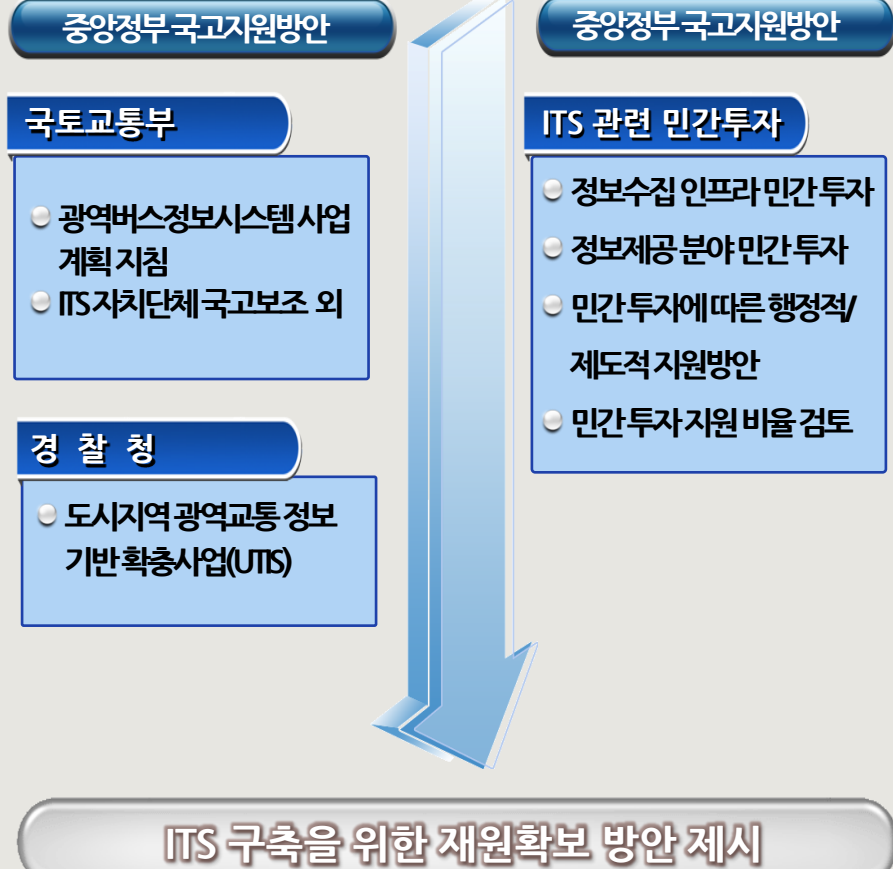 중앙정부 국고지원방안
국토교통부
광역버스정보시스템 사업
계획 지침
ITS 자치단체 국고보조 외
경 찰 청
도시지역 광역교통 정보
기반 확충사업(UTIS)
중앙정부 국고지원방안
ITS 관련 민간투자
정보수집 인프라 민간 투자
정보제공 분야 민간 투자
민간 투자에 따른 행정적/
제도적 지원방안
민간 투자 지원 비율 검토
ITS 구축을 위한 재원확보 방안 제시